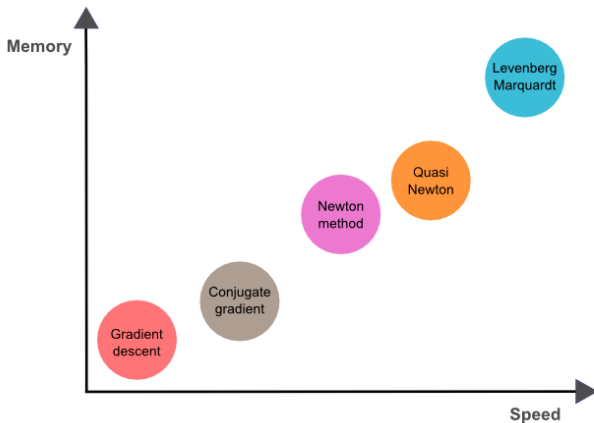 Memory
Levenberg
Marquardt
Quasi
Newton
Newton
method
Conjugate
gradient
Gradient
descent
Speed